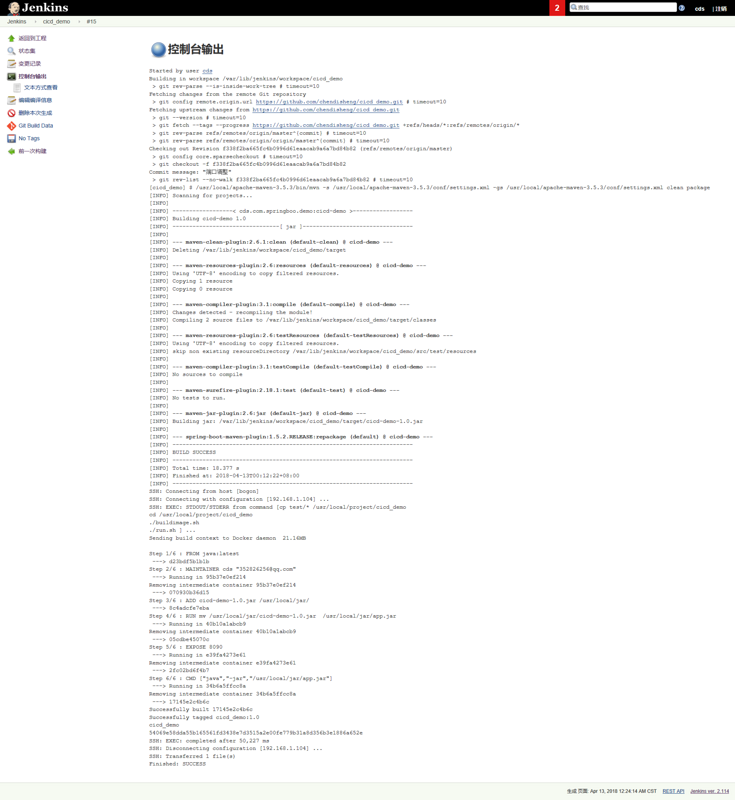 Jenkins
2
查找
cds
| 注销
Jenkins › cicd_demo › #15
返回到工程
状态集
变更记录
控制台输出
文本方式查看
编辑编译信息
删除本次生成
Git Build Data
No Tags
前一次构建
控制台输出
Started by user cds
Building in workspace /var/lib/jenkins/workspace/cicd_demo
> git rev-parse --is-inside-work-tree # timeout=10
Fetching changes from the remote Git repository
> git config remote.origin.url https://github.com/chendisheng/cicd_demo.git # timeout=10
Fetching upstream changes from https://github.com/chendisheng/cicd_demo.git
> git --version # timeout=10
> git fetch --tags --progress https://github.com/chendisheng/cicd_demo.git +refs/heads/*:refs/remotes/origin/*
> git rev-parse refs/remotes/origin/master^{commit} # timeout=10
> git rev-parse refs/remotes/origin/origin/master^{commit} # timeout=10
Checking out Revision f338f2ba665fc4b0996d61eaacab9a6a7bd84b82 (refs/remotes/origin/master)
> git config core.sparsecheckout # timeout=10
> git checkout -f f338f2ba665fc4b0996d61eaacab9a6a7bd84b82
Commit message: "端口调整"
> git rev-list --no-walk f338f2ba665fc4b0996d61eaacab9a6a7bd84b82 # timeout=10
[cicd_demo] $ /usr/local/apache-maven-3.5.3/bin/mvn -s /usr/local/apache-maven-3.5.3/conf/settings.xml -gs /usr/local/apache-maven-3.5.3/conf/settings.xml clean package
[INFO] Scanning for projects...
[INFO]
[INFO] ------------------< cds.com.springboo.demo:cicd-demo >------------------
[INFO] Building cicd-demo 1.0
[INFO] --------------------------------[ jar ]---------------------------------
[INFO]
[INFO] --- maven-clean-plugin:2.6.1:clean (default-clean) @ cicd-demo ---
[INFO] Deleting /var/lib/jenkins/workspace/cicd_demo/target
[INFO]
[INFO] --- maven-resources-plugin:2.6:resources (default-resources) @ cicd-demo ---
[INFO] Using 'UTF-8' encoding to copy filtered resources.
[INFO] Copying 1 resource
[INFO] Copying 0 resource
[INFO]
[INFO] --- maven-compiler-plugin:3.1:compile (default-compile) @ cicd-demo ---
[INFO] Changes detected - recompiling the module!
[INFO] Compiling 2 source files to /var/lib/jenkins/workspace/cicd_demo/target/classes
[INFO]
[INFO] --- maven-resources-plugin:2.6:testResources (default-testResources) @ cicd-demo ---
[INFO] Using 'UTF-8' encoding to copy filtered resources.
[INFO] skip non existing resourceDirectory /var/lib/jenkins/workspace/cicd_demo/src/test/resources
[INFO]
[INFO] --- maven-compiler-plugin:3.1:testCompile (default-testCompile) @ cicd-demo ---
[INFO] No sources to compile
[INFO]
[INFO] --- maven-surefire-plugin:2.18.1:test (default-test) @ cicd-demo ---
[INFO] No tests to run.
[INFO]
[INFO] --- maven-jar-plugin:2.6:jar (default-jar) @ cicd-demo ---
[INFO] Building jar: /var/lib/jenkins/workspace/cicd_demo/target/cicd-demo-1.0.jar
[INFO]
[INFO] --- spring-boot-maven-plugin:1.5.2.RELEASE:repackage (default) @ cicd-demo ---
[INFO] ------------------------------------------------------------------------
[INFO] BUILD SUCCESS
[INFO] ------------------------------------------------------------------------
[INFO] Total time: 18.377 s
[INFO] Finished at: 2018-04-13T00:12:22+08:00
[INFO] ------------------------------------------------------------------------
SSH: Connecting from host [bogon]
SSH: Connecting with configuration [192.168.1.104] ...
SSH: EXEC: STDOUT/STDERR from command [cp test/* /usr/local/project/cicd_demo
cd /usr/local/project/cicd_demo
./buildimage.sh
./run.sh ] ...
Sending build context to Docker daemon 21.16MB
Step 1/6 : FROM java:latest
---> d23bdf5b1b1b
Step 2/6 : MAINTAINER cds "352826256@qq.com"
---> Running in 95b37e0ef214
Removing intermediate container 95b37e0ef214
---> 070930b36d15
Step 3/6 : ADD cicd-demo-1.0.jar /usr/local/jar/
---> 8c4adcfe7eba
Step 4/6 : RUN mv /usr/local/jar/cicd-demo-1.0.jar /usr/local/jar/app.jar
---> Running in 40b10a1abcb9
Removing intermediate container 40b10a1abcb9
---> 05cdbe45070c
Step 5/6 : EXPOSE 8090
---> Running in e39fa4273e61
Removing intermediate container e39fa4273e61
---> 2fc02bd6f4b7
Step 6/6 : CMD ["java","-jar","/usr/local/jar/app.jar"]
---> Running in 34b6a5ffcc8a
Removing intermediate container 34b6a5ffcc8a
---> 17145e2c4b6c
Successfully built 17145e2c4b6c
Successfully tagged cicd_demo:1.0
cicd_demo
54069e58dda55b165561fd3438e7d3515a2e00fe779b31a8d356b3e1886a652e
SSH: EXEC: completed after 50,227 ms
SSH: Disconnecting configuration [192.168.1.104] ...
SSH: Transferred 1 file(s)
Finished: SUCCESS
生成 页面: Apr 13, 2018 12:24:14 AM CST REST API Jenkins ver. 2.114